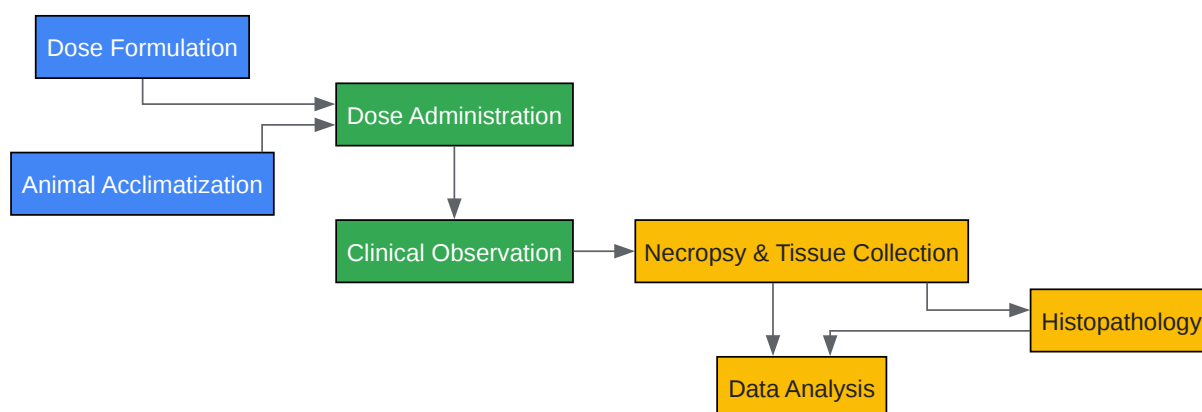 Dose Formulation
Dose Administration
Animal Acclimatization
Clinical Observation
Necropsy & Tissue Collection
Histopathology
Data Analysis